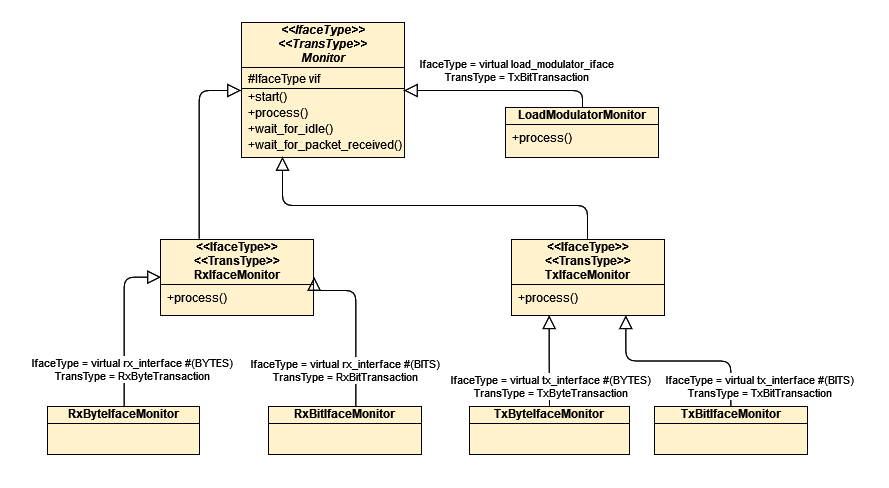 <<IfaceType>>
<<TransType>>
Monitor
#IfaceType vif
+start()
+process()
+wait_for_idle()
+wait_for_packet_received()
IfaceType = virtual load_modulator_iface
TransType = TxBitTransaction
LoadModulatorMonitor
+process()
<<IfaceType>>
<<TransType>>
RxIfaceMonitor
+process()
<<IfaceType>>
<<TransType>>
TxIfaceMonitor
+process()
IfaceType = virtual rx_interface #(BYTES)
TransType = RxByteTransaction
RxByteIfaceMonitor
IfaceType = virtual rx_interface #(BITS)
TransType = RxBitTransaction
RxBitIfaceMonitor
IfaceType = virtual tx_interface #(BYTES)
TransType = TxByteTransaction
TxByteIfaceMonitor
IfaceType = virtual tx_interface #(BITS)
TransType = TxBitTransaction
TxBitIfaceMonitor